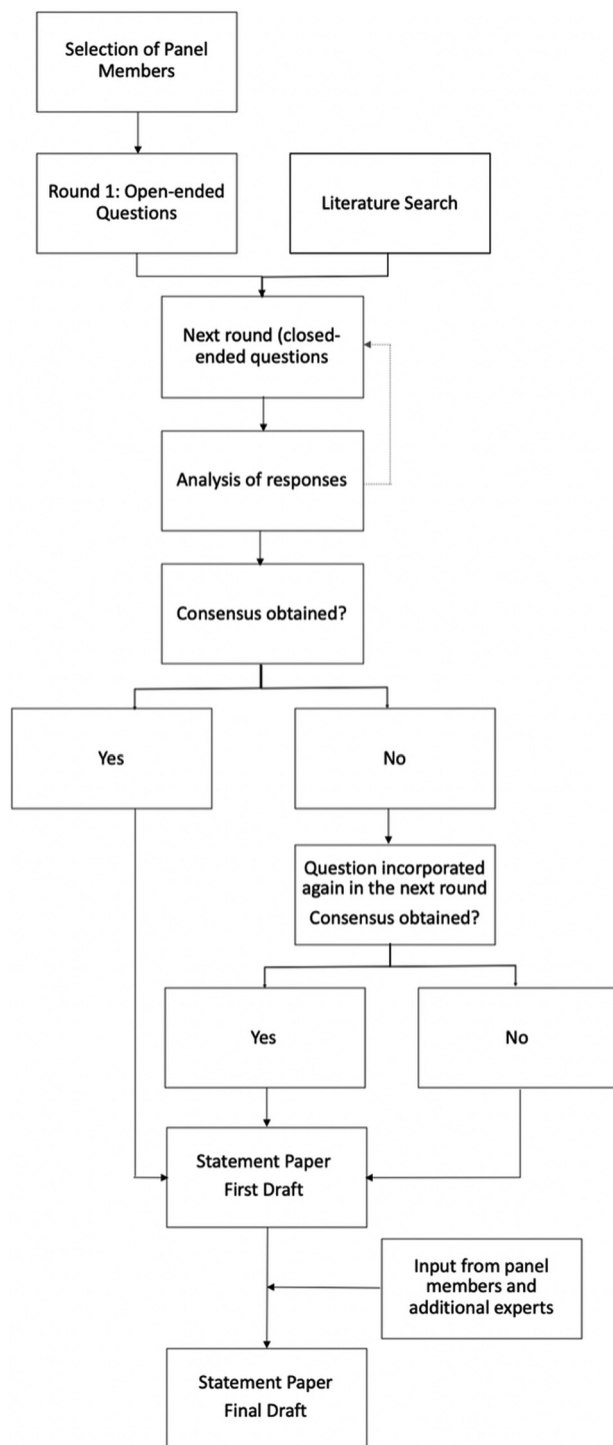 Selection of Panel
Members
Round 1: Open-ended
Questions
Literature Search
Next round (closed-
ended questions
Analysis of responses
Consensus obtained?
Yes
No
Question incorporated
again in the next round
Consensus obtained?
Yes
No
Statement Paper
First Draft
Input from panel
members and
additional experts
Statement Paper
Final Draft